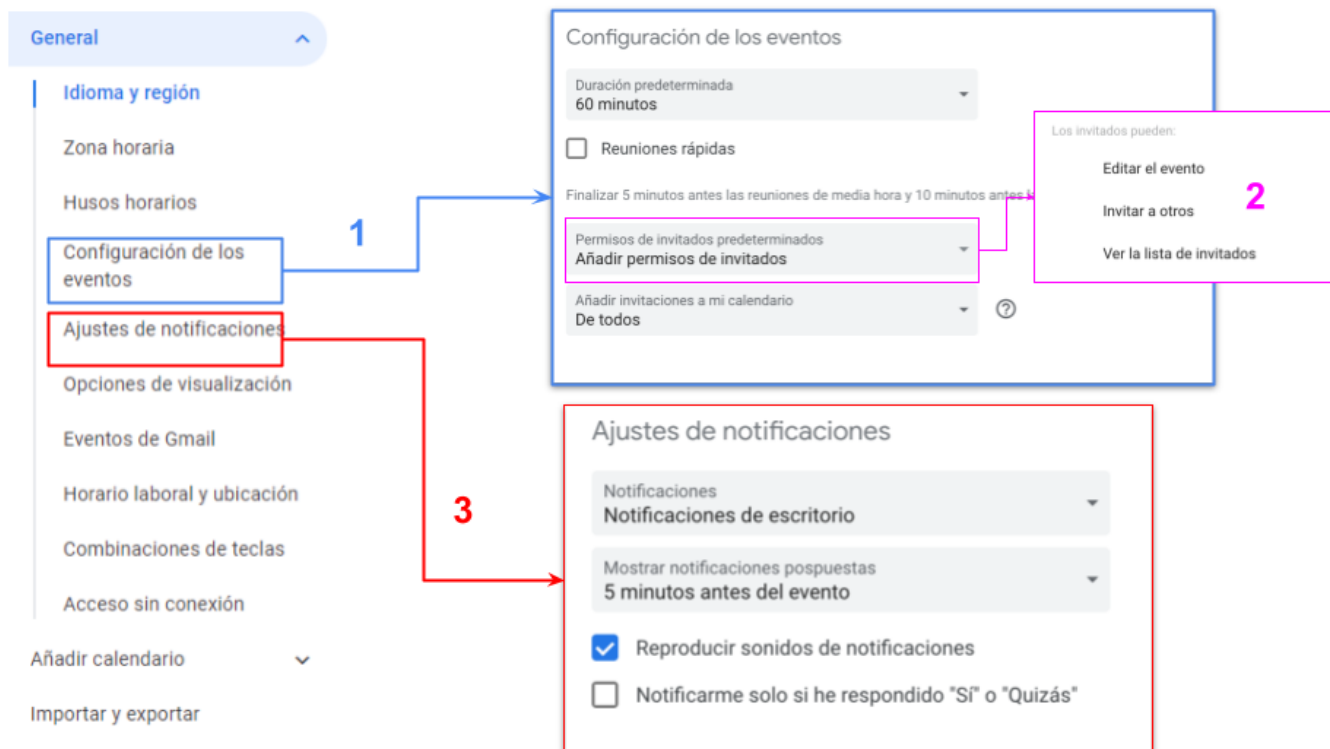 General
Idioma y región
Zona horaria
Husos horarios
Configuración de los
eventos
Ajustes de notificaciones
Opciones de visualización
Eventos de Gmail
Horario laboral y ubicación
Combinaciones de teclas
Acceso sin conexión
Añadir calendario
Importar y exportar
1
Configuración de los eventos
Duración predeterminada
60 minutos
Reuniones rápidas
Finalizar 5 minutos antes las reuniones de media hora y 10 minutos antes
Permisos de invitados predeterminados
Añadir permisos de invitados
Añadir invitaciones a mi calendario
De todos
Los invitados pueden:
Editar el evento
Invitar a otros
Ver la lista de invitados
2
3
Ajustes de notificaciones
Notificaciones
Notificaciones de escritorio
Mostrar notificaciones pospuestas
5 minutos antes del evento
Reproducir sonidos de notificaciones
Notificarme solo si he respondido "Sí" o "Quizás"